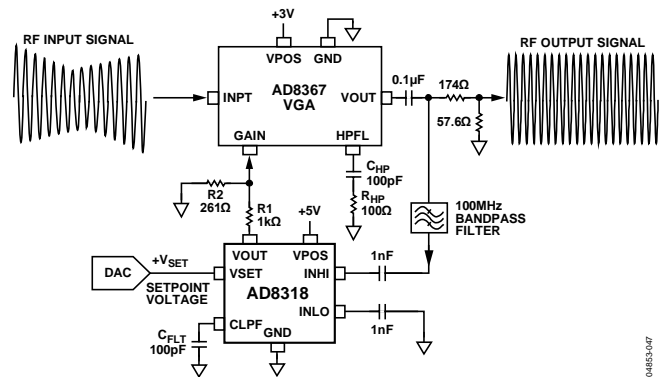 +3V
RF INPUT SIGNAL
RF OUTPUT SIGNAL
VPOS GND
AD8367
VGA
INPT
VOUT
GAIN
HPFL
0.1µF
174Ω
57.6Ω
R2
261Ω
R1
1kΩ
CHP
100pF
RHP
100Ω
+5V
100MHz
BANDPASS
FILTER
DAC
+VSET
SETPOINT
VOLTAGE
VOUT VPOS
VSET
INHI
AD8318
INLO
CLPF
GND
1nF
1nF
CFLT
100pF
04853-047